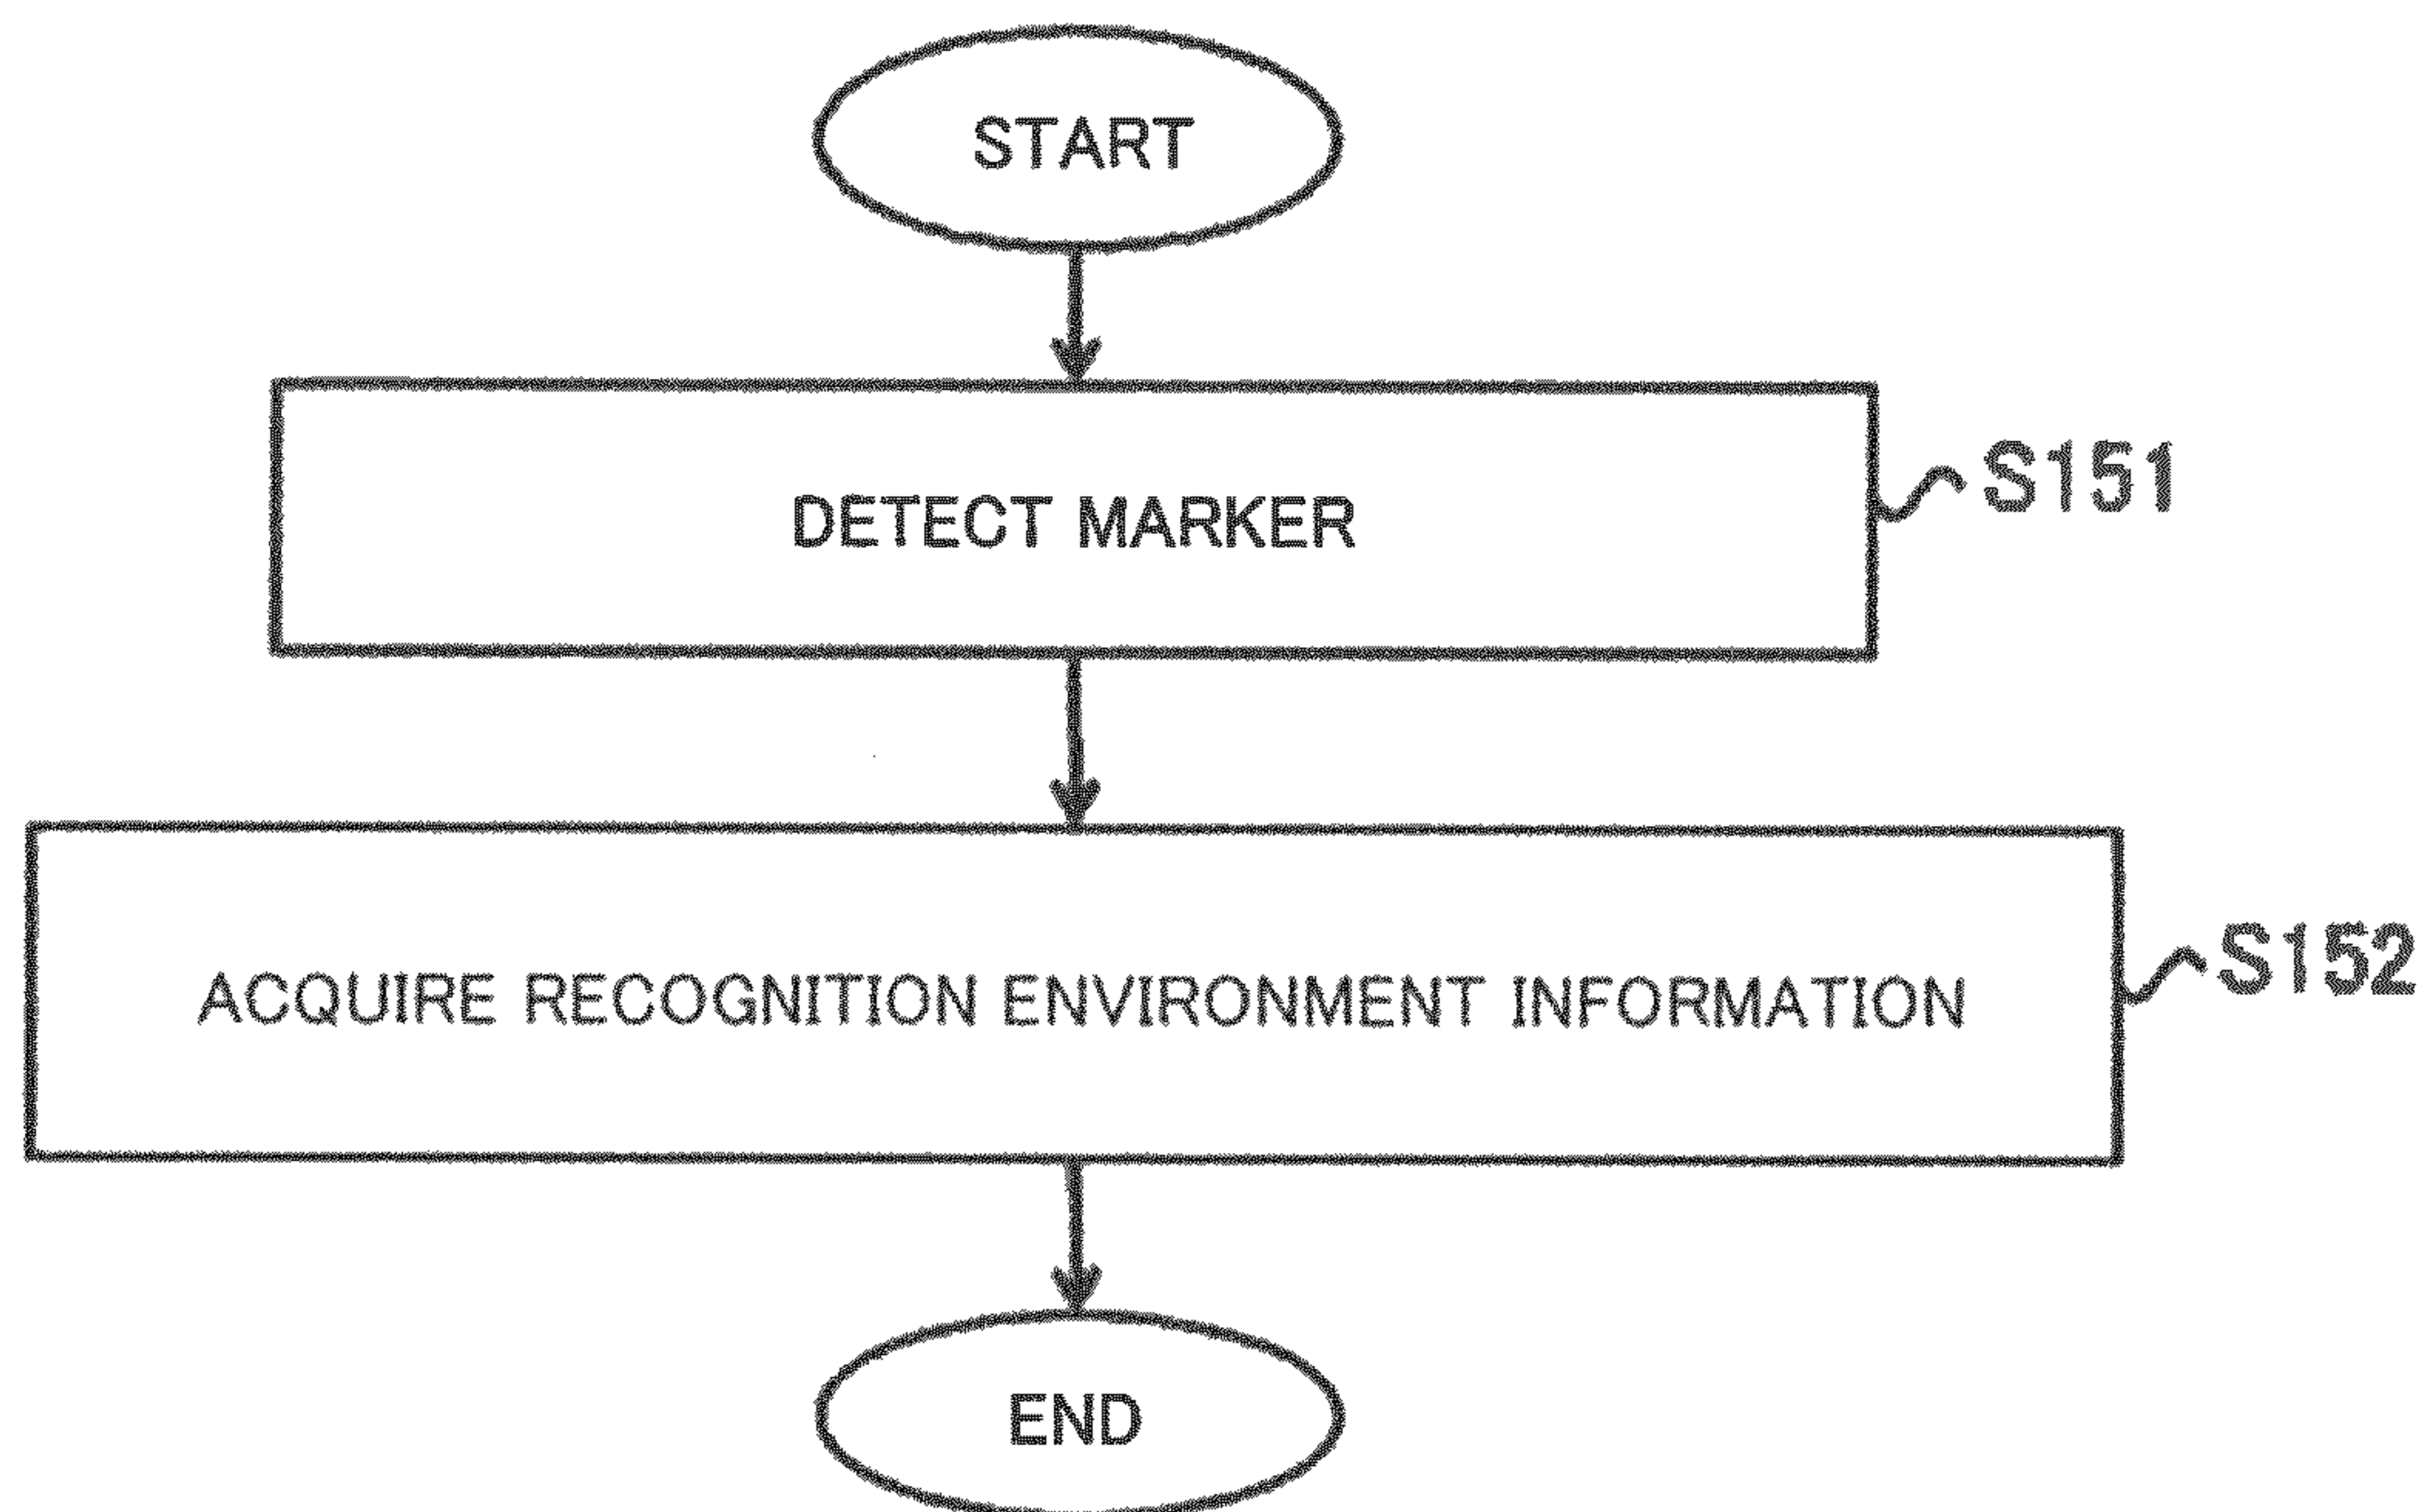 START
DETECT MARKER
S151
ACQUIRE RECOGNITION ENVIRONMENT INFORMATION
S152
END